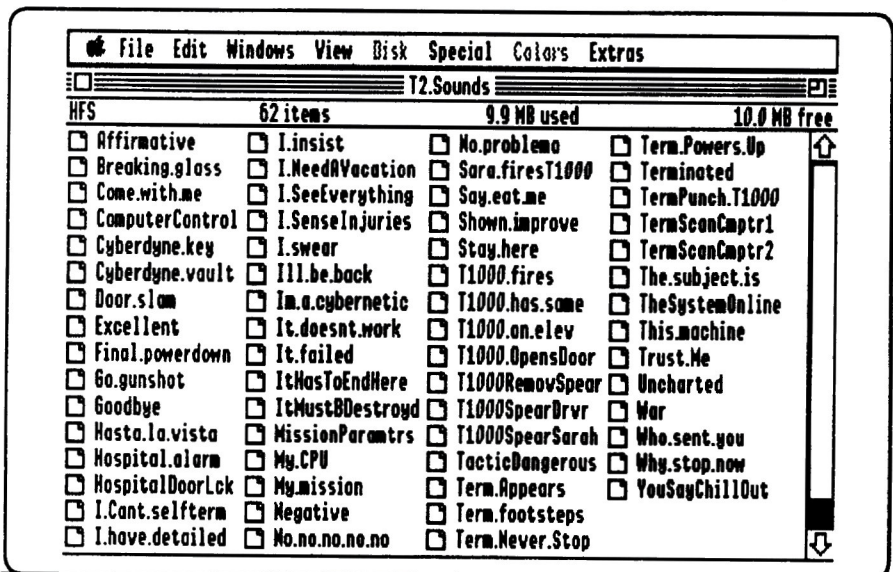 File Edit Windows View Disk Special Colors Extras
T2.Sounds
HFS 62 items 9.9 MB used 10.0 MB free
Affirmative I.insist No.problemo Term.Powers.Up
Breaking.glass I.NeedAVacation Sara.firesT1000 Terminated
Come.with.me I.SeeEverything Say.eat.me TermPunch.T1000
ComputerControl I.SenseInjuries Shown.improve TermScanCmptr1
Cyberdyne.key I.swear Stay.here TermScanCmptr2
Cyberdyne.vault Ill.be.back T1000.fires The.subject.is
Door.slam Im.a.cybernetic T1000.has.same TheSystemOnline
Excellent It.doesnt.work T1000.on.elev This.machine
Final.powerdown It.failed T1000.OpensDoor Trust.Me
Go.gunshot ItHasToEndHere T1000RemovSpear Uncharted
Goodbye ItMustBDestroyd T1000SpearDrvr War
Hasta.la.vista MissionParamtrs T1000SpearSarah Who.sent.you
Hospital.alarm My.CPU TacticDangerous Why.stop.now
HospitalDoorLck My.mission Term.Appears YouSayChillOut
I.Cant.selfterm Negative Term.footsteps
I.have.detailed No.no.no.no.no Term.Never.Stop